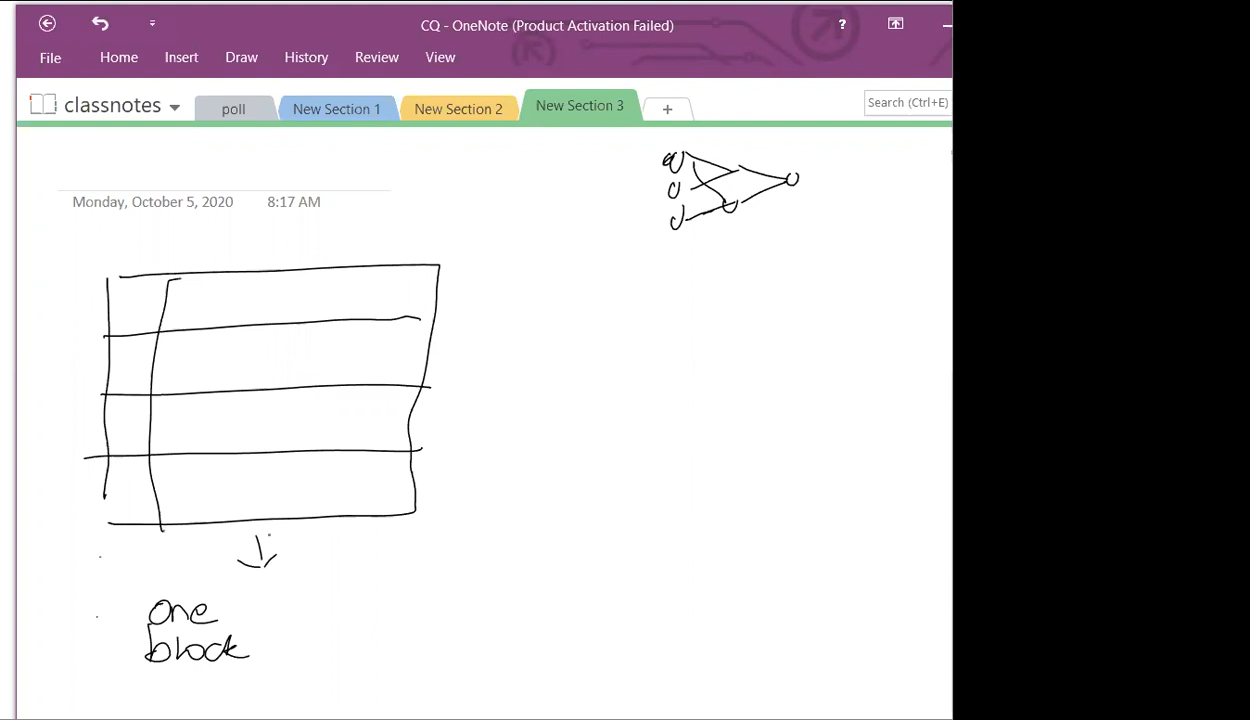 CQ - OneNote (Product Activation Failed)
?
File Home Insert Draw History Review View
classnotes poll New Section 1 New Section 2 New Section 3 + Search (Ctrl+E)
Monday, October 5, 2020 8:17 AM
one
block